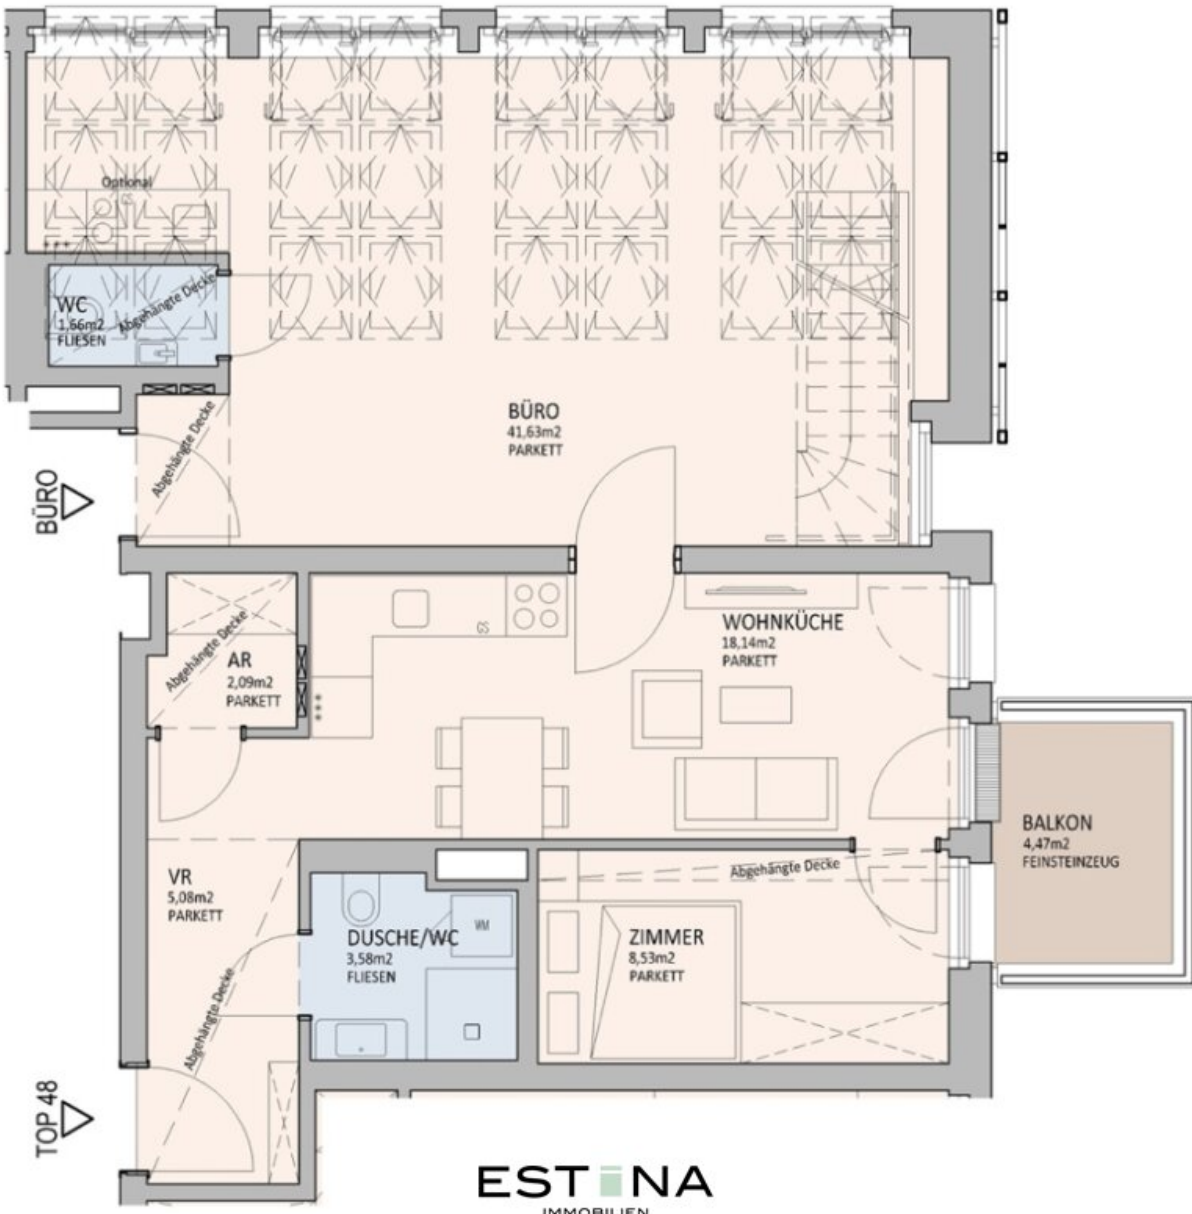 Optional
WC
1,66m2
FLIESEN
Abgehängte Decke
Abgehängte Decke
BÜRO
41,63m2
PARKETT
BÜRO
WOHNKÜCHE
18,14m2
PARKETT
Abgehängte Decke
AR
2,09m2
PARKETT
BALKON
4,47m2
FEINSTEINZEUG
VR
5,08m2
PARKETT
Abgehängte Decke
DUSCHE/WC
3,58m2
FLIESEN
WM
Abgehängte Decke
ZIMMER
8,53m2
PARKETT
TOP 48
ESTINA
IMMOBILIEN